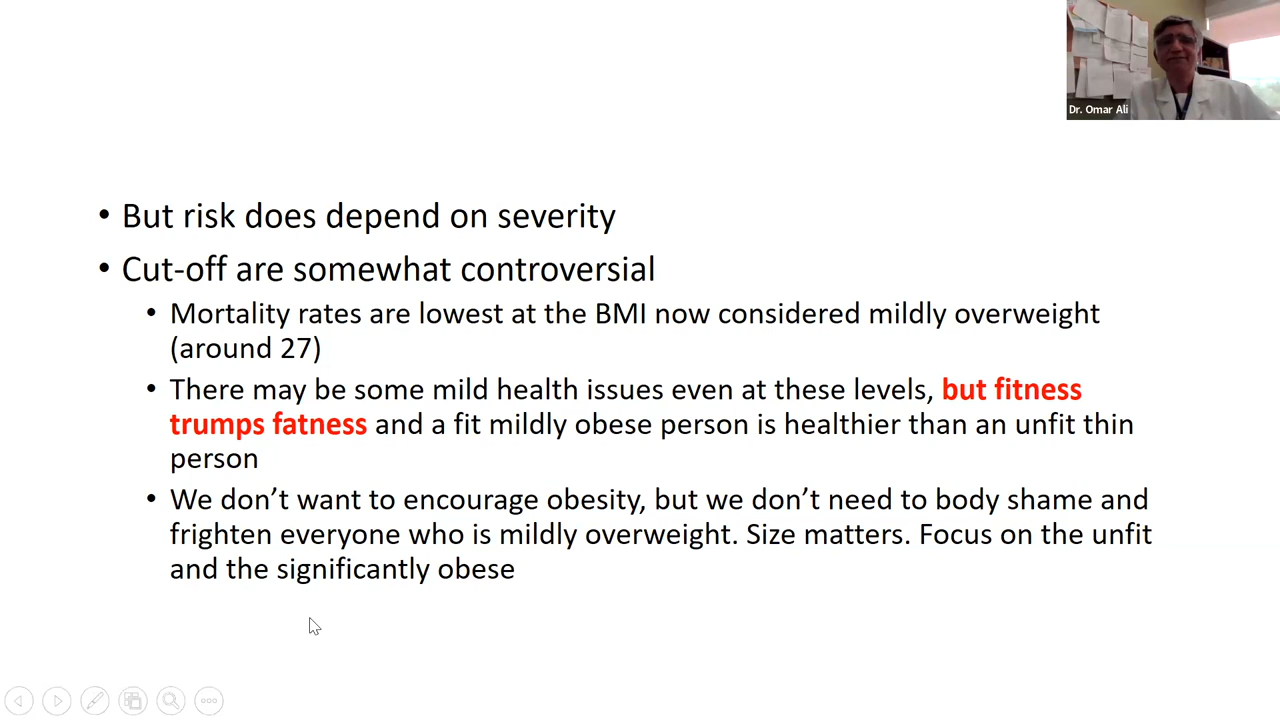 Dr. Omar Ali
• But risk does depend on severity
• Cut-off are somewhat controversial
• Mortality rates are lowest at the BMI now considered mildly overweight
(around 27)
• There may be some mild health issues even at these levels, but fitness
trumps fatness and a fit mildly obese person is healthier than an unfit thin
person
• We don’t want to encourage obesity, but we don’t need to body shame and
frighten everyone who is mildly overweight. Size matters. Focus on the unfit
and the significantly obese